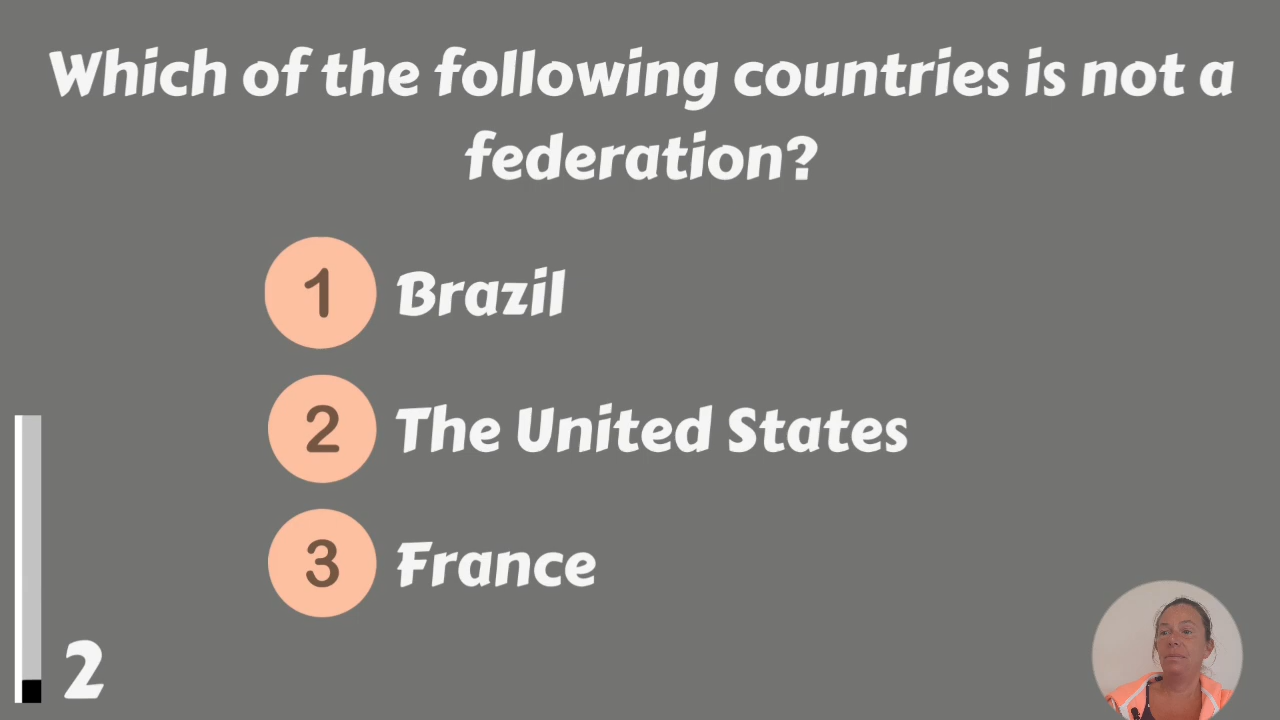 Which of the following countries is not a
federation?
1 Brazil
2 The United States
3 France
2